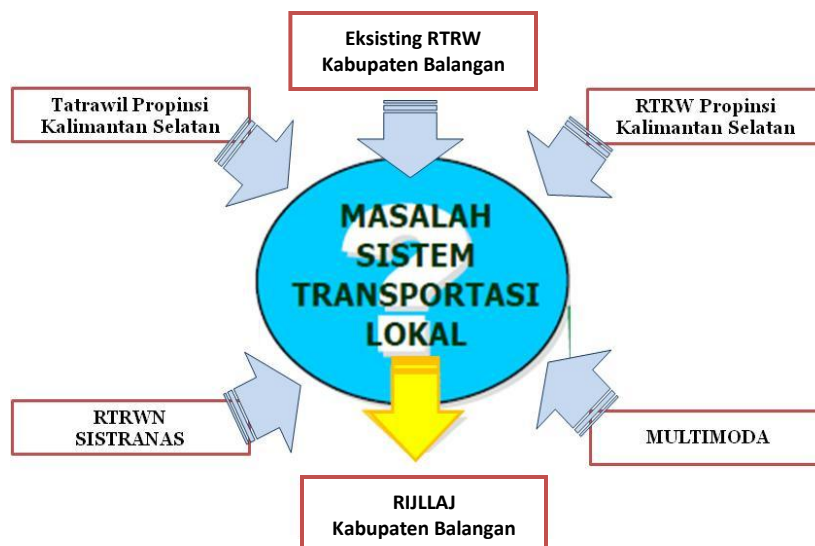 Eksisting RTRW
Kabupaten Balangan
Tatrawil Propinsi
Kalimantan Selatan
RTRW Propinsi
Kalimantan Selatan
?
MASALAH
SISTEM
TRANSPORTASI
LOKAL
RTRWN
SISTRANAS
MULTIMODA
RIJLLAJ
Kabupaten Balangan